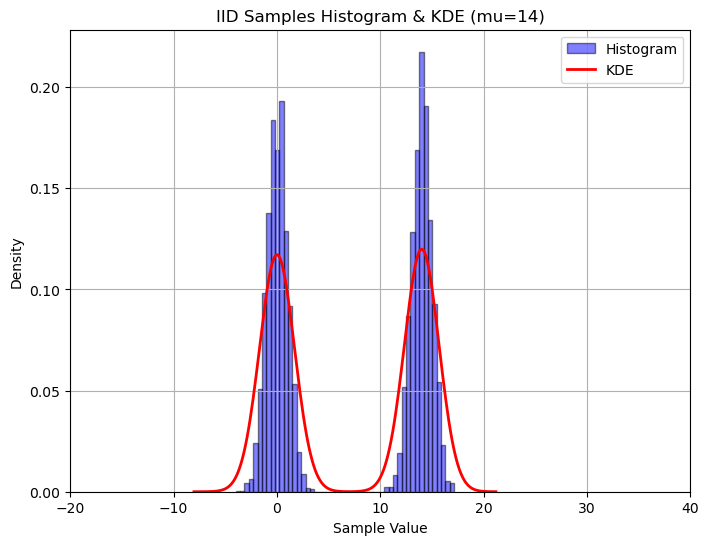 IID Samples Histogram & KDE (mu=14)
Histogram
KDE
0.20
0.15
0.10
0.05
0.00
Density
−20
−10
0
10
20
30
40
Sample Value